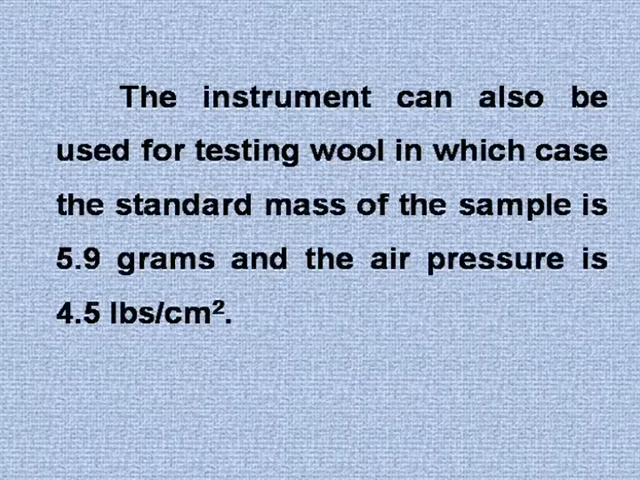 The instrument can also be
used for testing wool in which case
the standard mass of the sample is
5.9 grams and the air pressure is
4.5 lbs/cm².